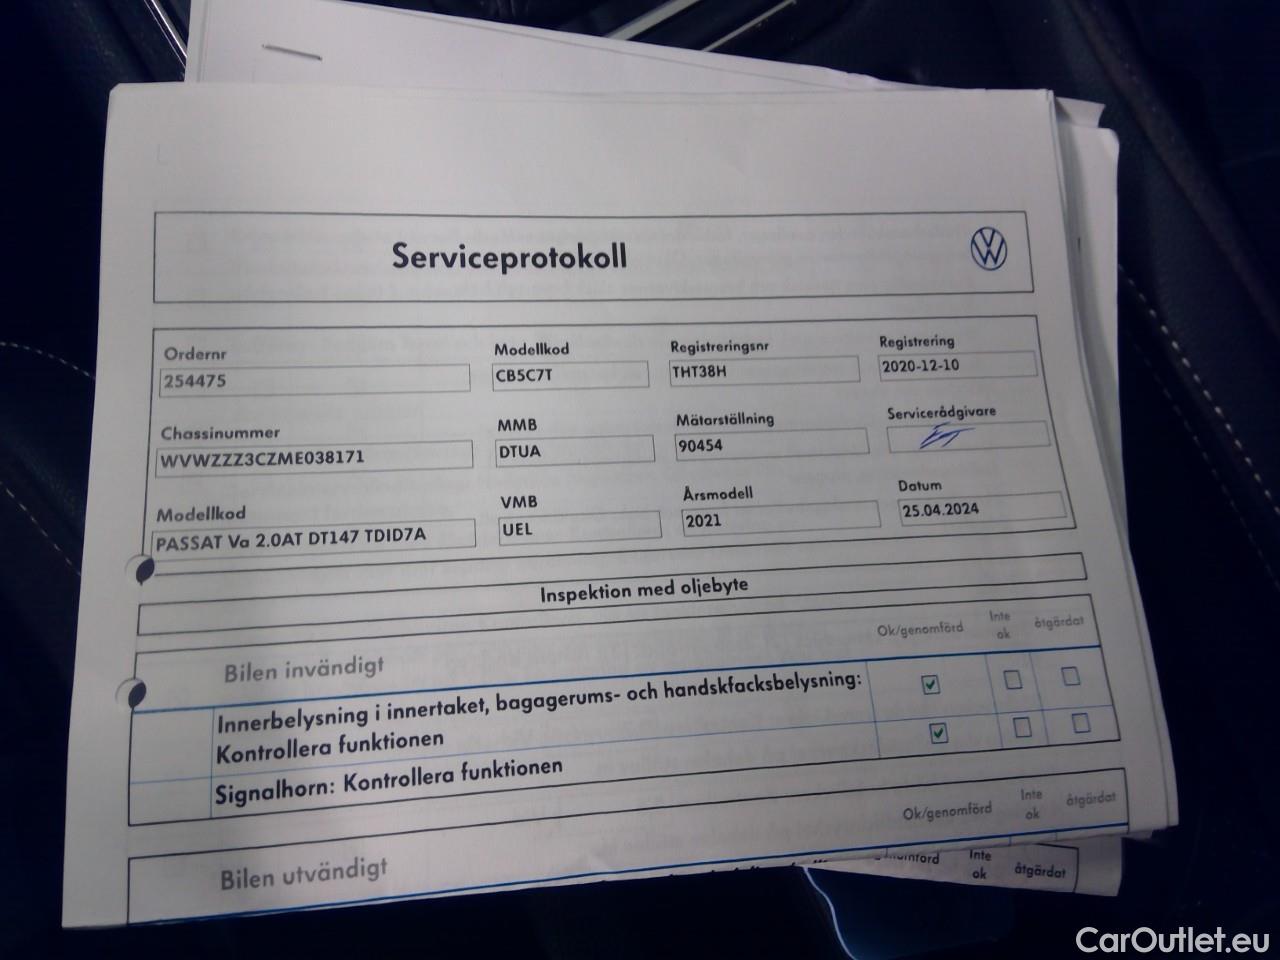 Serviceprotokoll
Ordernr
254475
Modellkod
CB5C7T
Registreringsnr
THT38H
Registrering
2020-12-10
Chassinummer
WVWZZZ3CZME038171
MMB
DTUA
Mätarställning
90454
Servicerådgivare
Modellkod
PASSAT Va 2.0AT DT147 TDID7A
VMB
UEL
Årsmodell
2021
Datum
25.04.2024
Inspektion med oljebyte
Bilen invändigt
Ok/genomförd
Inte
ok
åtgärdat
Innerbelysning i innertaket, bagagerums- och handskfacksbelysning:
Kontrollera funktionen
Signalhorn: Kontrollera funktionen
Bilen utvändigt
Ok/genomförd
Inte
ok
åtgärdat
Inte
ok
åtgärdat
CarOutlet.eu